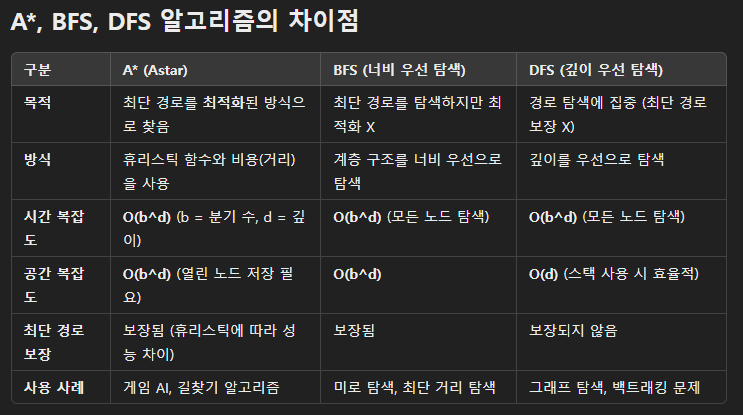 A*, BFS, DFS 알고리즘의 차이점
구분 A* (Astar) BFS (너비 우선 탐색) DFS (깊이 우선 탐색)
목적 최단 경로를 최적화된 방식으 최단 경로를 탐색하지만 최 경로 탐색에 집중 (최단 경로
로 찾음 적화 X 보장 X)
방식 휴리스틱 함수와 비용(거리) 계층 구조를 너비 우선으로 깊이를 우선으로 탐색
을 사용 탐색
시간 복잡 O(b^d) (b = 분기 수, d = 깊 O(b^d) (모든 노드 탐색) O(b^d) (모든 노드 탐색)
도 이)
공간 복잡 O(b^d) (열린 노드 저장 필 O(b^d) O(d) (스택 사용 시 효율적)
도 요)
최단 경로 보장됨 (휴리스틱에 따라 성 보장됨 보장되지 않음
보장 능 차이)
사용 사례 게임 AI, 길찾기 알고리즘 미로 탐색, 최단 거리 탐색 그래프 탐색, 백트래킹 문제